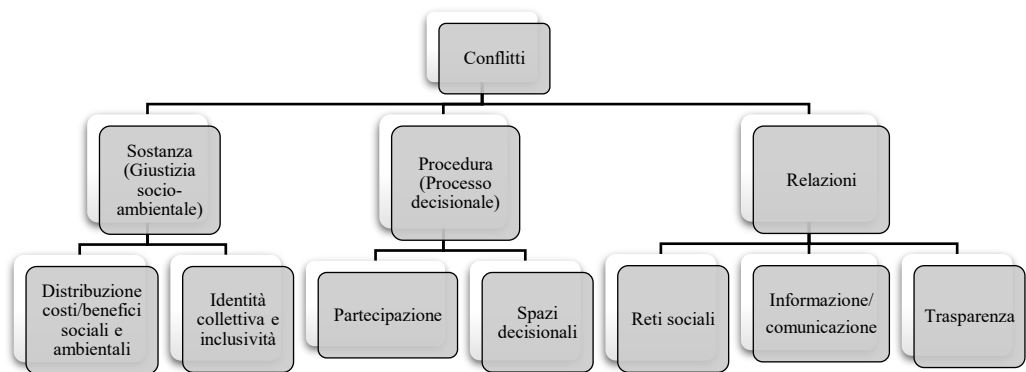 Conflitti
Sostanza
(Giustizia
socio-
ambientale)
Procedura
(Processo
decisionale)
Relazioni
Distribuzione
costi/benefici
sociali e
ambientali
Identità
collettiva e
inclusività
Partecipazione
Spazi
decisionali
Reti sociali
Informazione/
comunicazione
Trasparenza